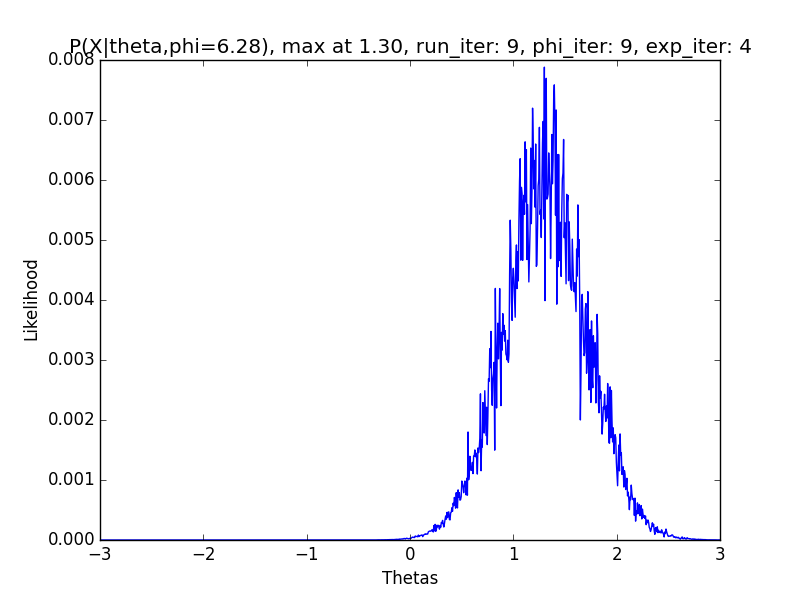 P(X|theta,phi=6.28), max at 1.30, run_iter: 9, phi_iter: 9, exp_iter: 4
0.008
0.007
0.006
0.005
0.004
0.003
0.002
0.001
0.000
Likelihood
−3 −2 −1 0 1 2 3
Thetas